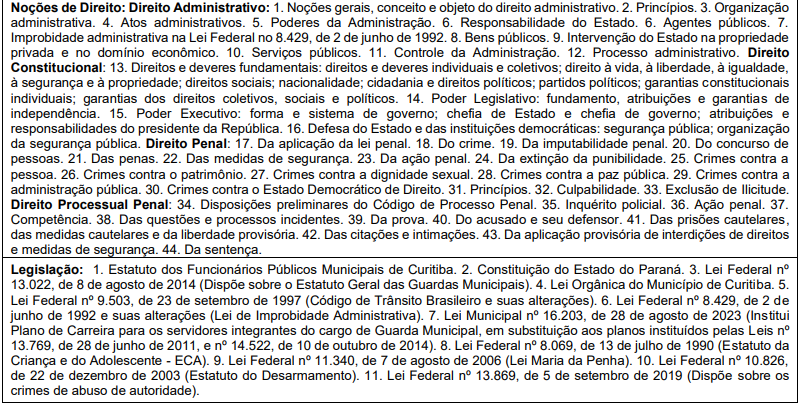 Noções de Direito: Direito Administrativo: 1. Noções gerais, conceito e objeto do direito administrativo. 2. Princípios. 3. Organização
administrativa. 4. Atos administrativos. 5. Poderes da Administração. 6. Responsabilidade do Estado. 6. Agentes públicos. 7.
Improbidade administrativa na Lei Federal no 8.429, de 2 de junho de 1992. 8. Bens públicos. 9. Intervenção do Estado na propriedade
privada e no domínio econômico. 10. Serviços públicos. 11. Controle da Administração. 12. Processo administrativo. Direito
Constitucional: 13. Direitos e deveres fundamentais: direitos e deveres individuais e coletivos; direito à vida, à liberdade, à igualdade,
à segurança e à propriedade; direitos sociais; nacionalidade; cidadania e direitos políticos; partidos políticos; garantias constitucionais
individuais; garantias dos direitos coletivos, sociais e políticos. 14. Poder Legislativo: fundamento, atribuições e garantias de
independência. 15. Poder Executivo: forma e sistema de governo; chefia de Estado e chefia de governo; atribuições e
responsabilidades do presidente da República. 16. Defesa do Estado e das instituições democráticas: segurança pública; organização
da segurança pública. Direito Penal: 17. Da aplicação da lei penal. 18. Do crime. 19. Da imputabilidade penal. 20. Do concurso de
pessoas. 21. Das penas. 22. Das medidas de segurança. 23. Da ação penal. 24. Da extinção da punibilidade. 25. Crimes contra a
pessoa. 26. Crimes contra o patrimônio. 27. Crimes contra a dignidade sexual. 28. Crimes contra a paz pública. 29. Crimes contra a
administração pública. 30. Crimes contra o Estado Democrático de Direito. 31. Princípios. 32. Culpabilidade. 33. Exclusão de Ilicitude.
Direito Processual Penal: 34. Disposições preliminares do Código de Processo Penal. 35. Inquérito policial. 36. Ação penal. 37.
Competência. 38. Das questões e processos incidentes. 39. Da prova. 40. Do acusado e seu defensor. 41. Das prisões cautelares,
das medidas cautelares e da liberdade provisória. 42. Das citações e intimações. 43. Da aplicação provisória de interdições de direitos
e medidas de segurança. 44. Da sentença.
Legislação: 1. Estatuto dos Funcionários Públicos Municipais de Curitiba. 2. Constituição do Estado do Paraná. 3. Lei Federal nº
13.022, de 8 de agosto de 2014 (Dispõe sobre o Estatuto Geral das Guardas Municipais). 4. Lei Orgânica do Município de Curitiba. 5.
Lei Federal nº 9.503, de 23 de setembro de 1997 (Código de Trânsito Brasileiro e suas alterações). 6. Lei Federal nº 8.429, de 2 de
junho de 1992 e suas alterações (Lei de Improbidade Administrativa). 7. Lei Municipal nº 16.203, de 28 de agosto de 2023 (Institui
Plano de Carreira para os servidores integrantes do cargo de Guarda Municipal, em substituição aos planos instituídos pelas Leis nº
13.769, de 28 de junho de 2011, e nº 14.522, de 10 de outubro de 2014). 8. Lei Federal nº 8.069, de 13 de julho de 1990 (Estatuto da
Criança e do Adolescente - ECA). 9. Lei Federal nº 11.340, de 7 de agosto de 2006 (Lei Maria da Penha). 10. Lei Federal nº 10.826,
de 22 de dezembro de 2003 (Estatuto do Desarmamento). 11. Lei Federal nº 13.869, de 5 de setembro de 2019 (Dispõe sobre os
crimes de abuso de autoridade).